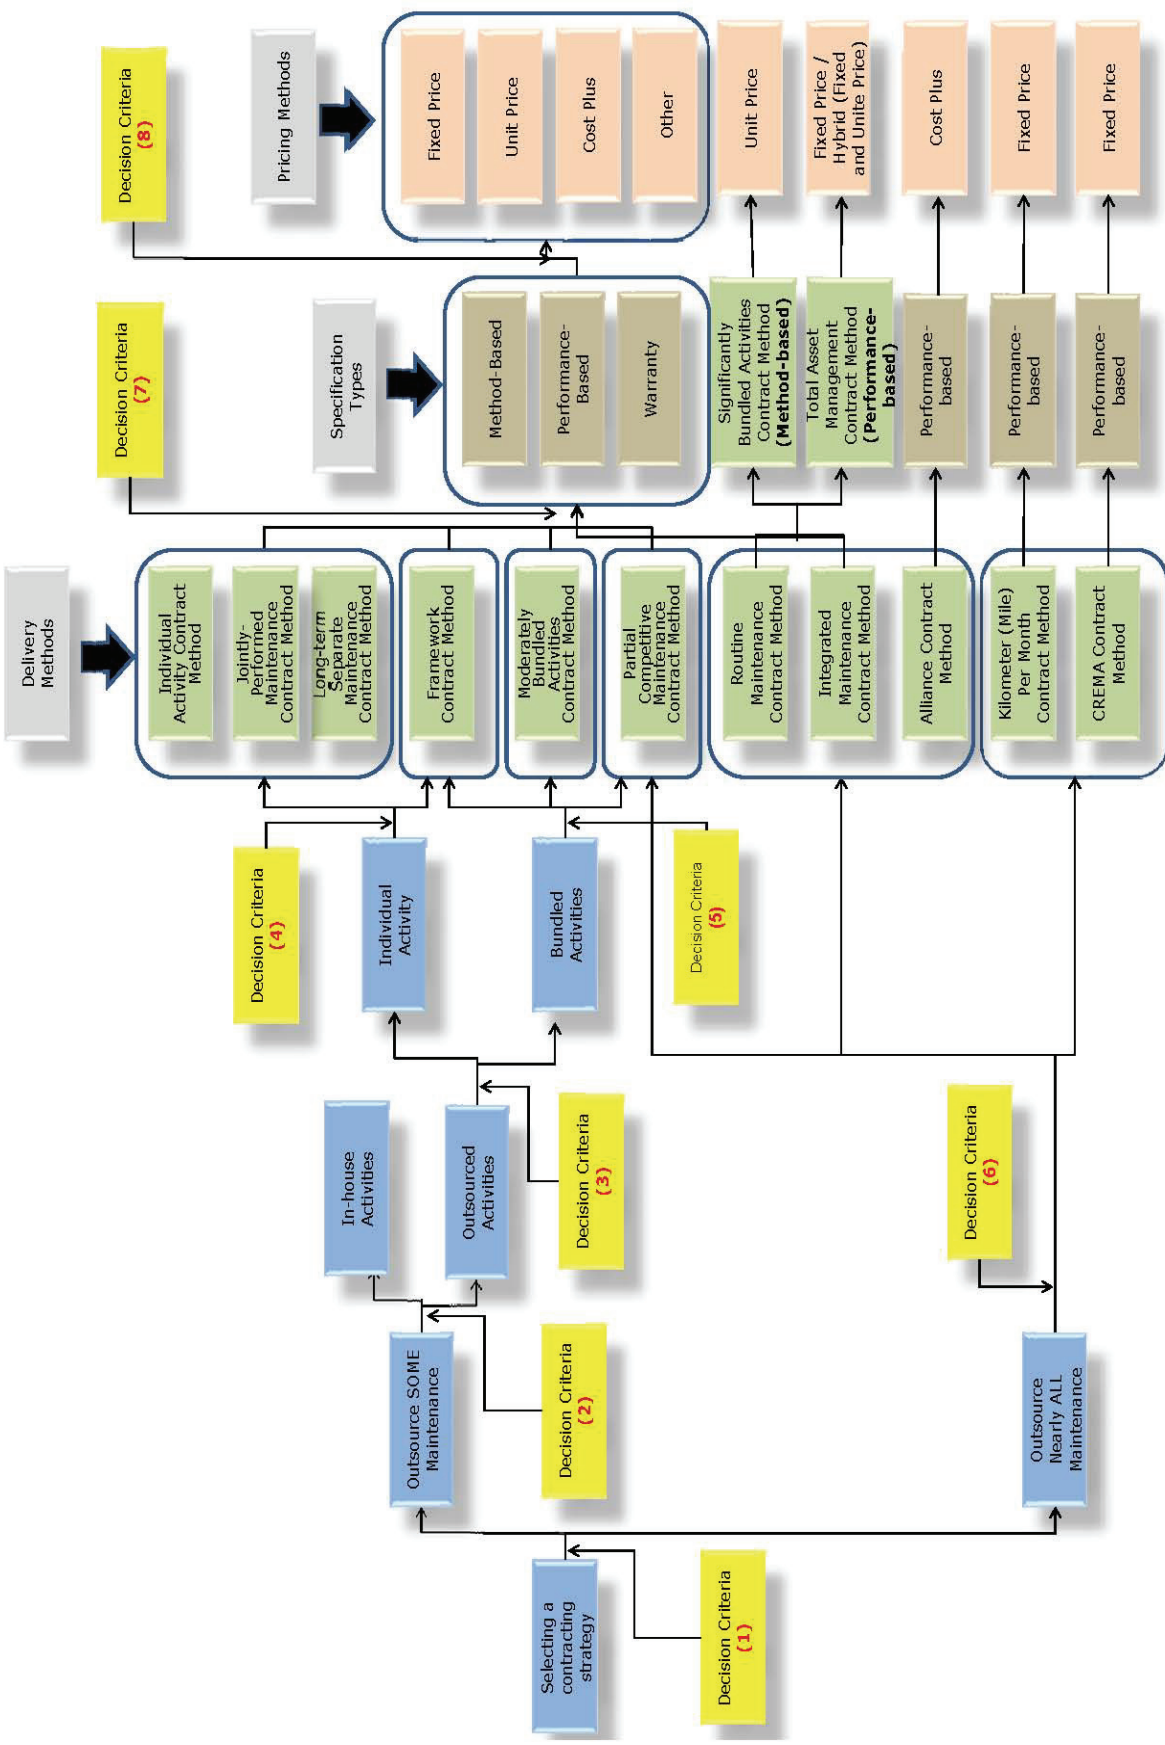 Delivery
Methods
Specification
Types
Pricing Methods
Decision Criteria
(7)
Decision Criteria
(8)
Individual
Activity Contract
Method
Jointly-
Performed
Maintenance
Contract Method
Long-term
Separate
Maintenance
Contract Method
Framework
Contract Method
Moderately
Bundled
Activities
Contract Method
Partial
Competitive
Maintenance
Contract Method
Routine
Maintenance
Contract Method
Integrated
Maintenance
Contract Method
Alliance Contract
Method
Kilometer (Mile)
Per Month
Contract Method
CREMA Contract
Method
Method-Based
Performance-
Based
Warranty
Significantly
Bundled Activities
Contract Method
(Method-based)
Total Asset
Management
Contract Method
(Performance-
based)
Performance-
based
Performance-
based
Performance-
based
Fixed Price
Unit Price
Cost Plus
Other
Unit Price
Fixed Price /
Hybrid (Fixed
and Unite Price)
Cost Plus
Fixed Price
Fixed Price
Decision Criteria
(4)
Individual
Activity
Bundled
Activities
Decision Criteria
(5)
In-house
Activities
Outsourced
Activities
Decision Criteria
(3)
Decision Criteria
(6)
Outsource SOME
Maintenance
Decision Criteria
(2)
Outsource
Nearly ALL
Maintenance
Selecting a
contracting
strategy
Decision Criteria
(1)